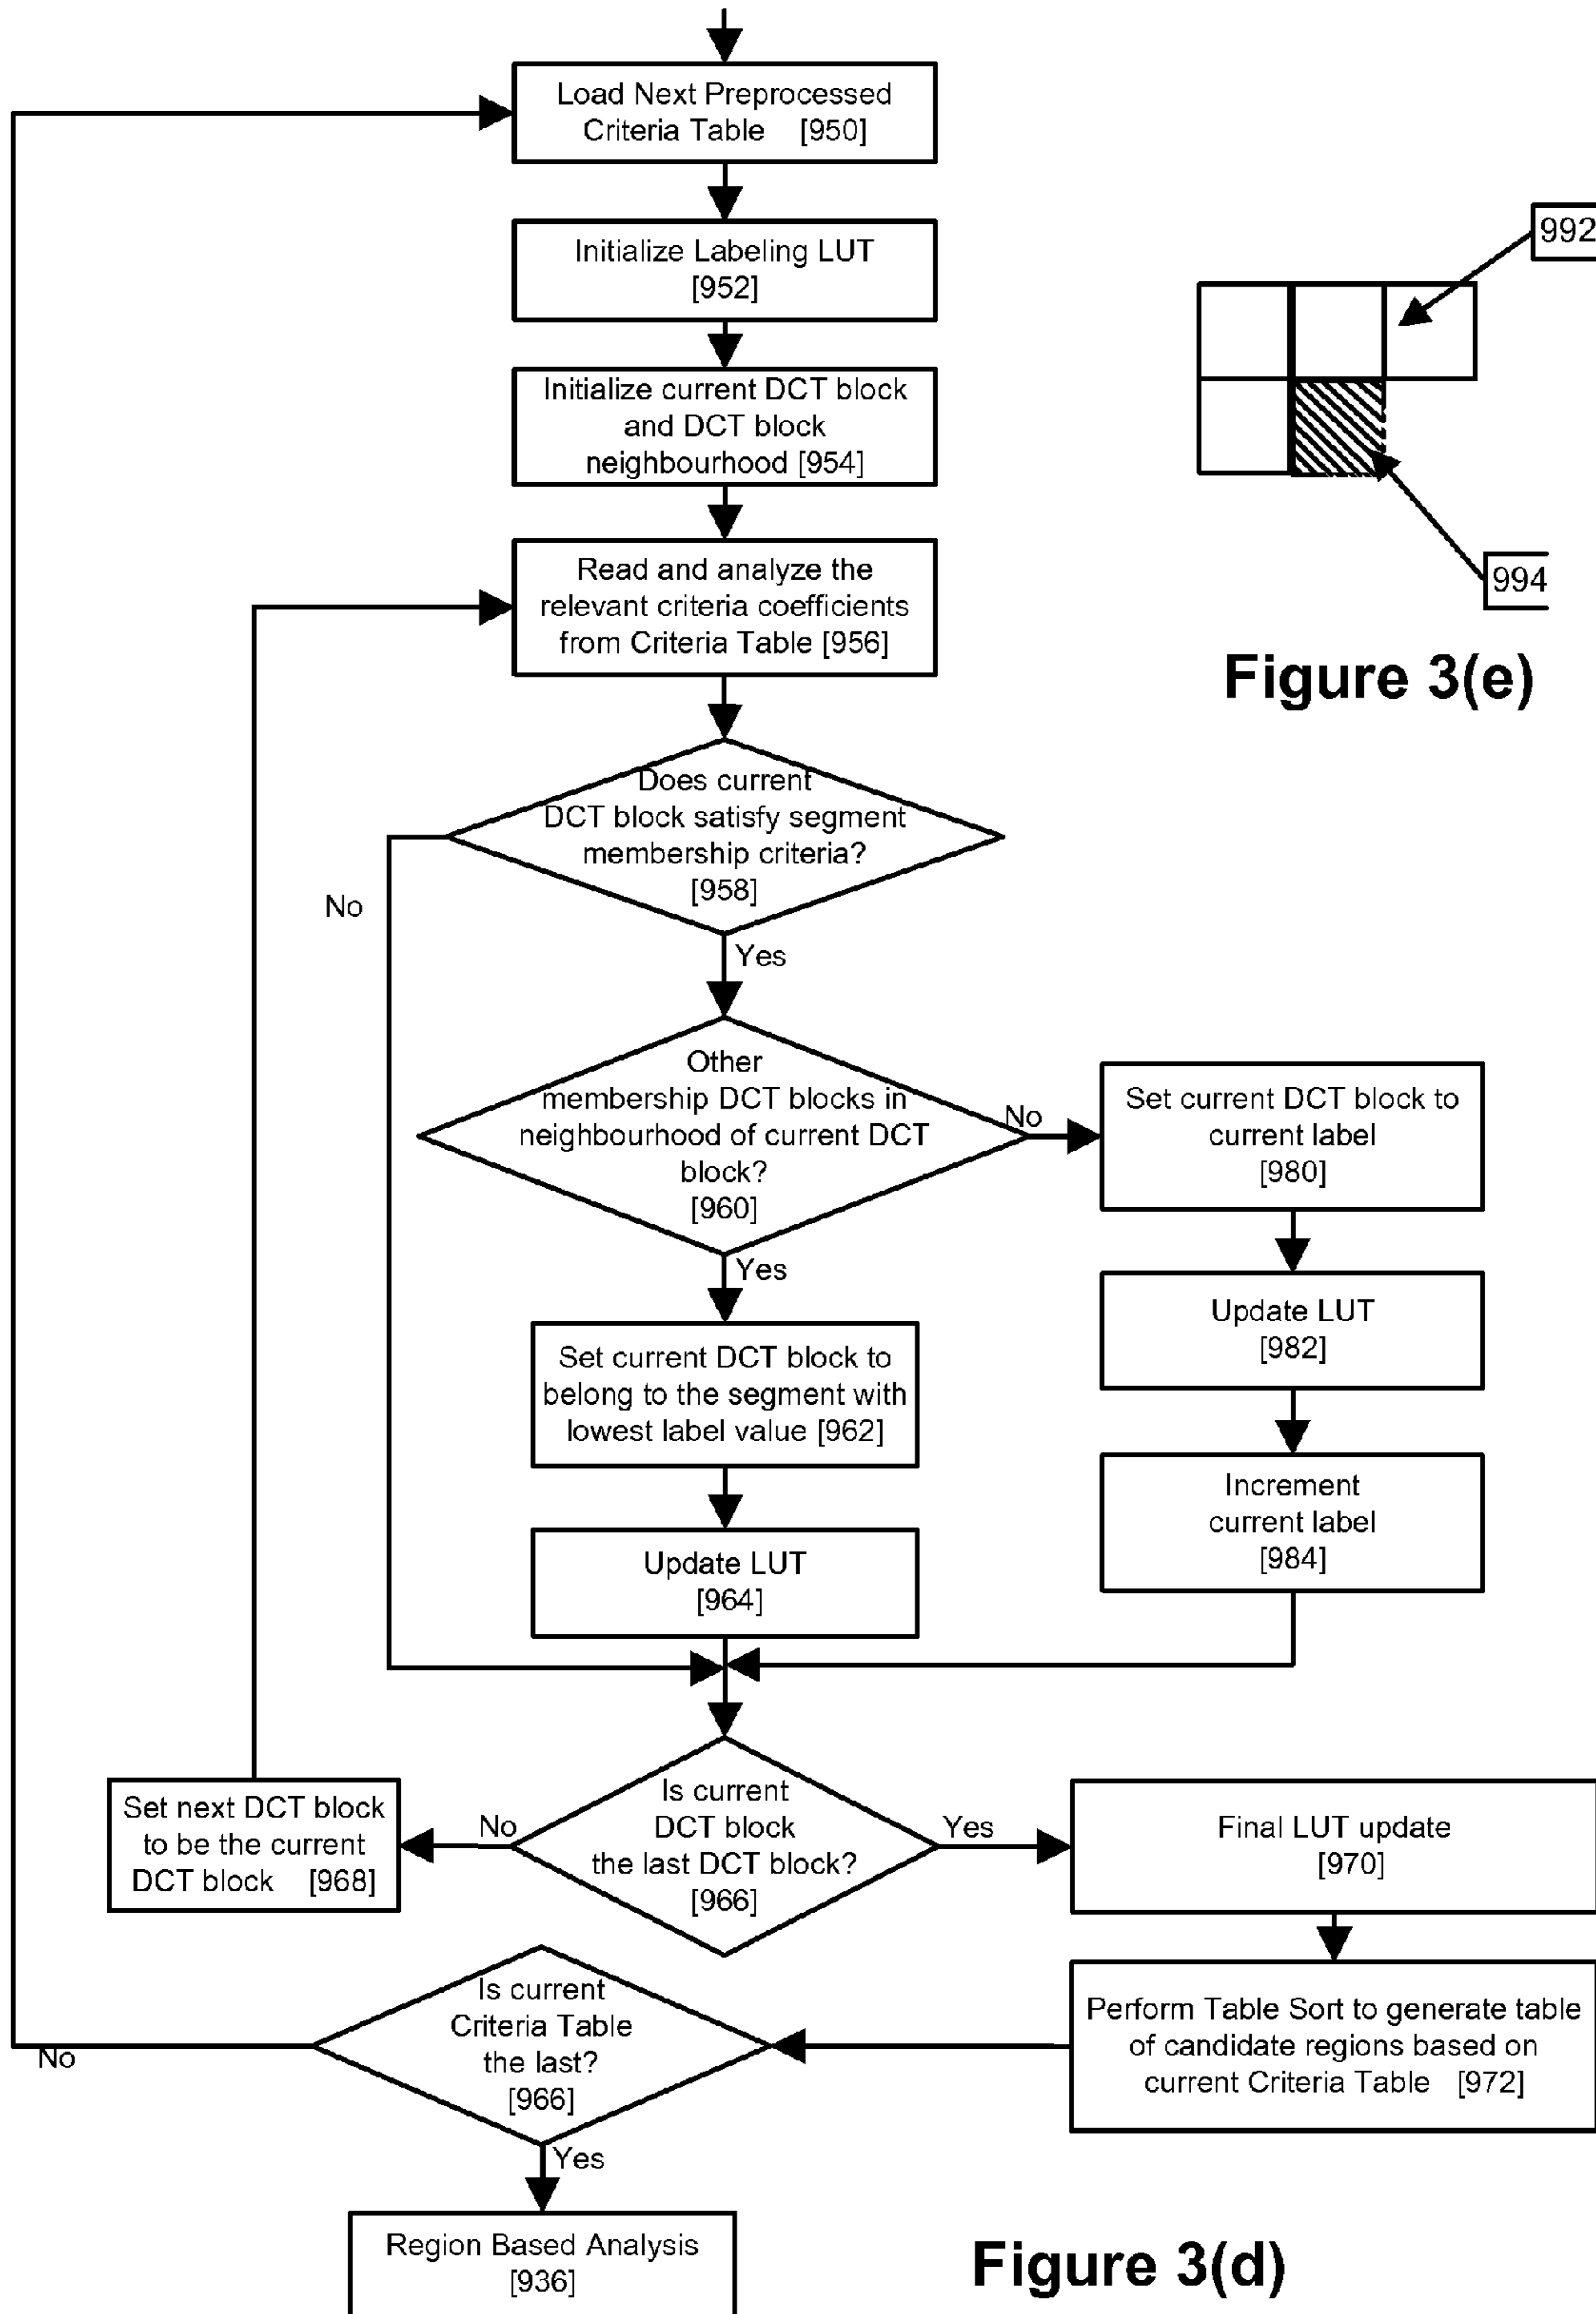 Load Next Preprocessed
Criteria Table [950]
Initialize Labeling LUT
[952]
992
Initialize current DCT block
and DCT block
neighbourhood [954]
Read and analyze the
relevant criteria coefficients
from Criteria Table [956]
994
Figure 3(e)
Does current
DCT block satisfy segment
membership criteria?
[958]
No
Yes
Other
membership DCT blocks in
neighbourhood of current DCT
block?
[960]
No
Set current DCT block to
current label
[980]
Yes
Update LUT
[982]
Set current DCT block to
belong to the segment with
lowest label value [962]
Increment
current label
[984]
Update LUT
[964]
Set next DCT block
to be the current
DCT block [968]
No
Is current
DCT block
the last DCT block?
[966]
Yes
Final LUT update
[970]
Is current
Criteria Table
the last?
[966]
No
Perform Table Sort to generate table
of candidate regions based on
current Criteria Table [972]
Yes
Region Based Analysis
[936]
Figure 3(d)